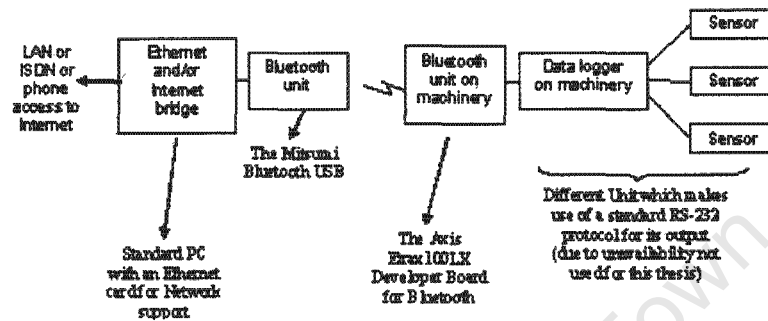 LAN or
ISDN or
phone
access to
Internet
Ethernet
and/or
Internet
bridge
Bluetooth
unit
Bluetooth
unit on
machinery
Data logger
on machinery
Sensor
Sensor
Sensor
The Mitsumi
Bluetooth USB
Standard PC
with an Ethernet
card for Network
support
The Axis
Etrax 100LX
Developer Board
for Bluetooth
Different Unit which makes
use of a standard RS-232
protocol for its output
(due to unavailability not
used for this thesis)
Town